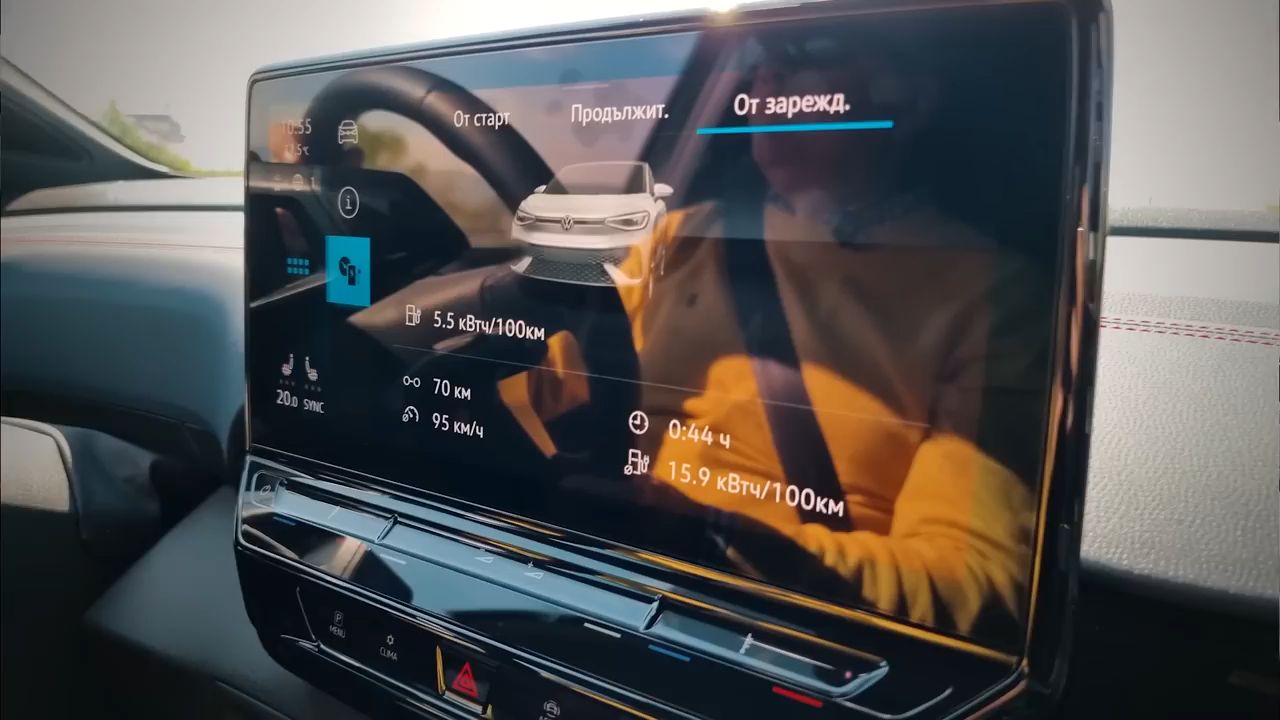 От старт
Продължит.
От зарежд.
10:55
5.5 кВтч/100км
70 км
95 км/ч
0:44 ч
15.9 кВтч/100км
20.0
SYNC
MENU
CLIMA